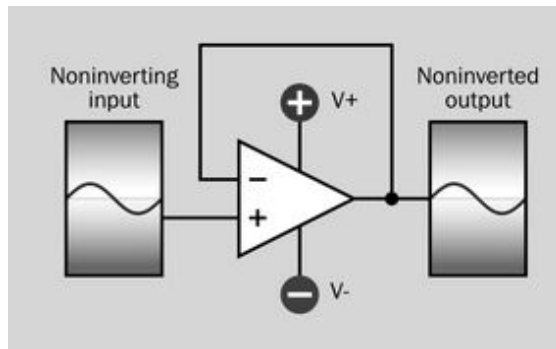 Noninverting
input
Noninverted
output
+
V+
−
+
−
V-